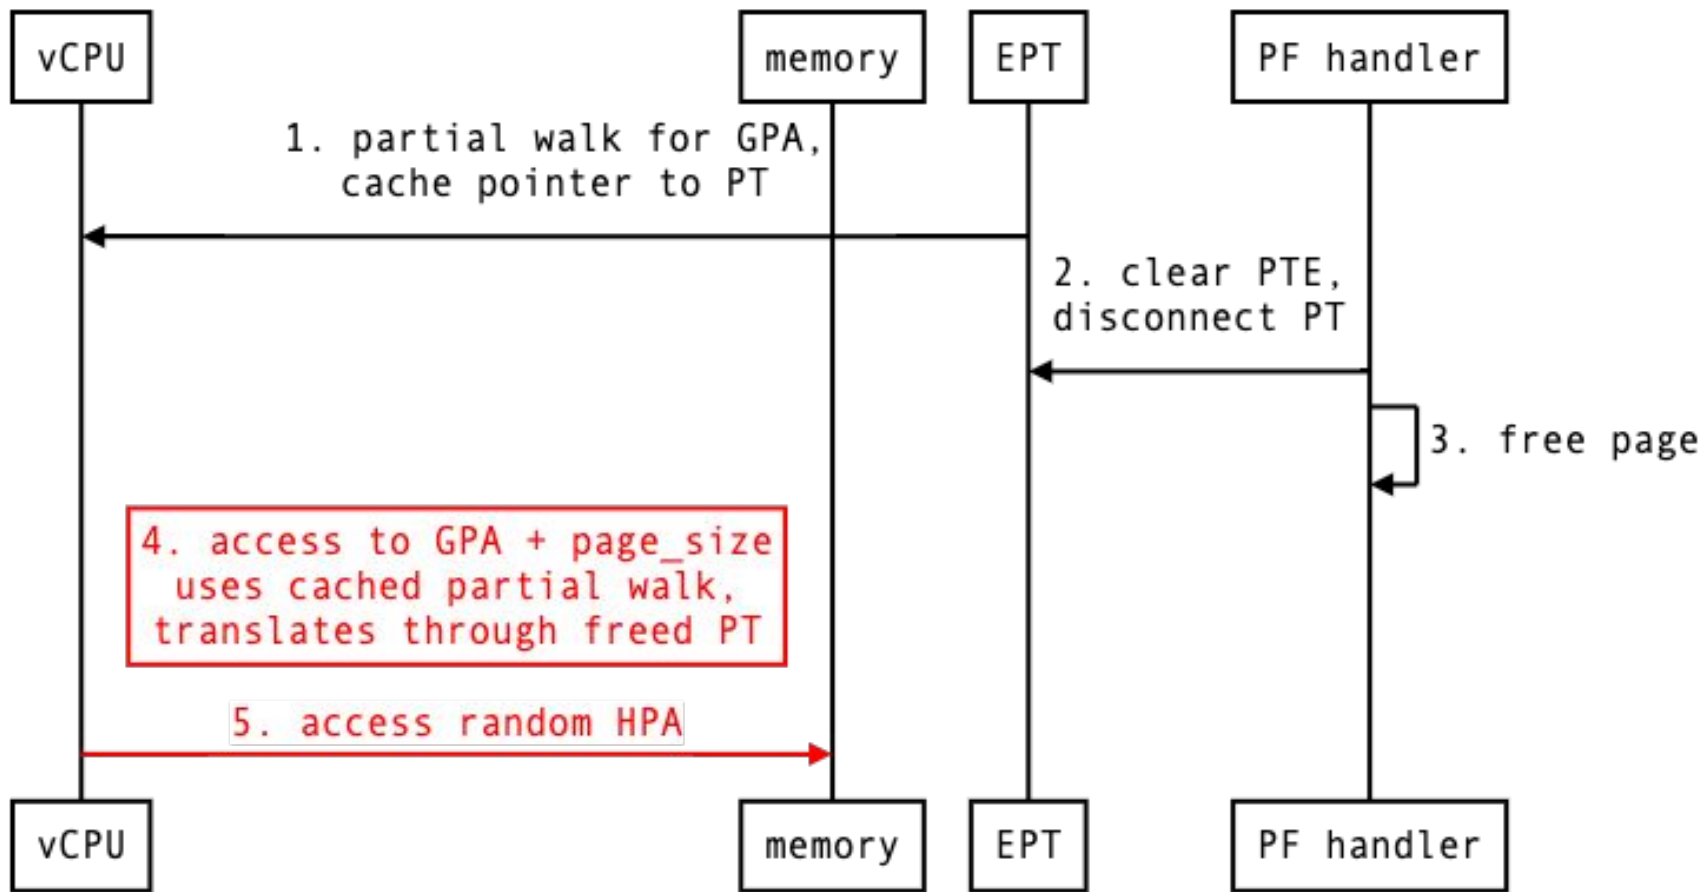 vCPU
memory
EPT
PF handler
1. partial walk for GPA,
cache pointer to PT
2. clear PTE,
disconnect PT
3. free page
4. access to GPA + page_size
uses cached partial walk,
translates through freed PT
5. access random HPA
vCPU
memory
EPT
PF handler